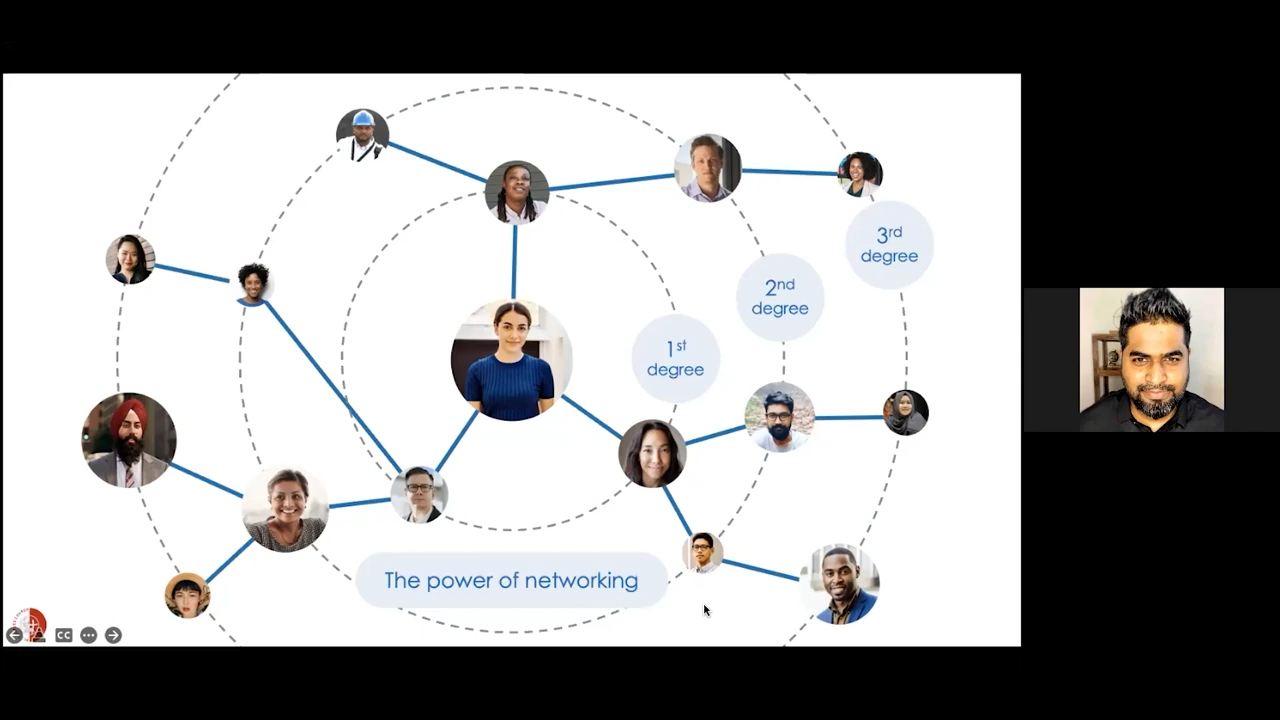 3rd
degree
2nd
degree
1st
degree
The power of networking
CC